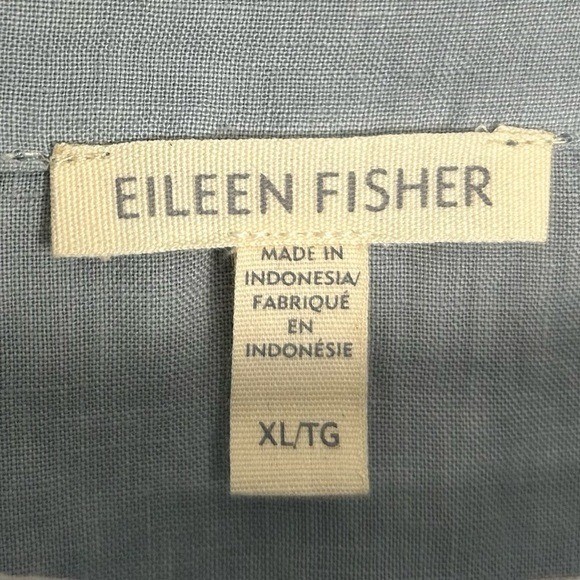 EILEEN FISHER
MADE IN
INDONESIA/
FABRIQUÉ
EN
INDONÉSIE
XL/TG